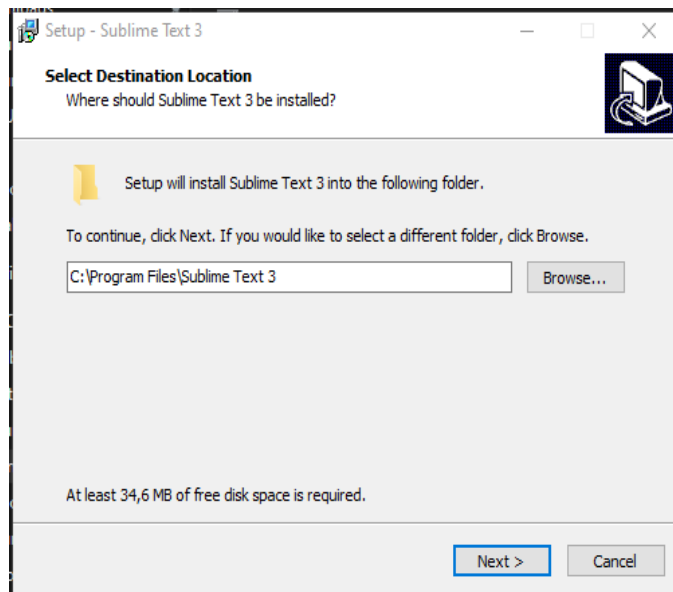 Setup - Sublime Text 3
Select Destination Location
Where should Sublime Text 3 be installed?
Setup will install Sublime Text 3 into the following folder.
To continue, click Next. If you would like to select a different folder, click Browse.
C:\Program Files\Sublime Text 3
Browse...
At least 34,6 MB of free disk space is required.
Next >
Cancel